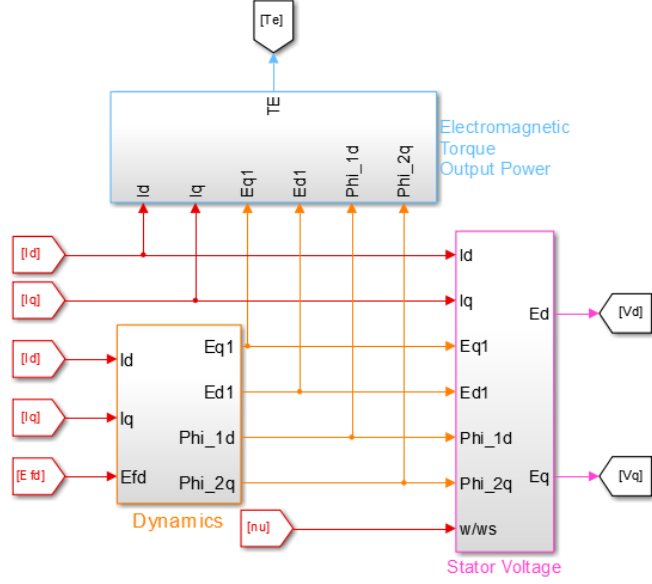 [Te]
TE
Electromagnetic
Torque
Output Power
Id
Iq
Eq1
Ed1
Phi_1d
Phi_2q
[Id]
Id
[Iq]
Iq
Ed
[Vd]
[Id]
Id
Eq1
Eq1
[Iq]
Iq
Ed1
Ed1
Phi_1d
Phi_1d
[Efd]
Efd
Phi_2q
Phi_2q
Eq
[Vq]
Dynamics
[nu]
w/ws
Stator Voltage